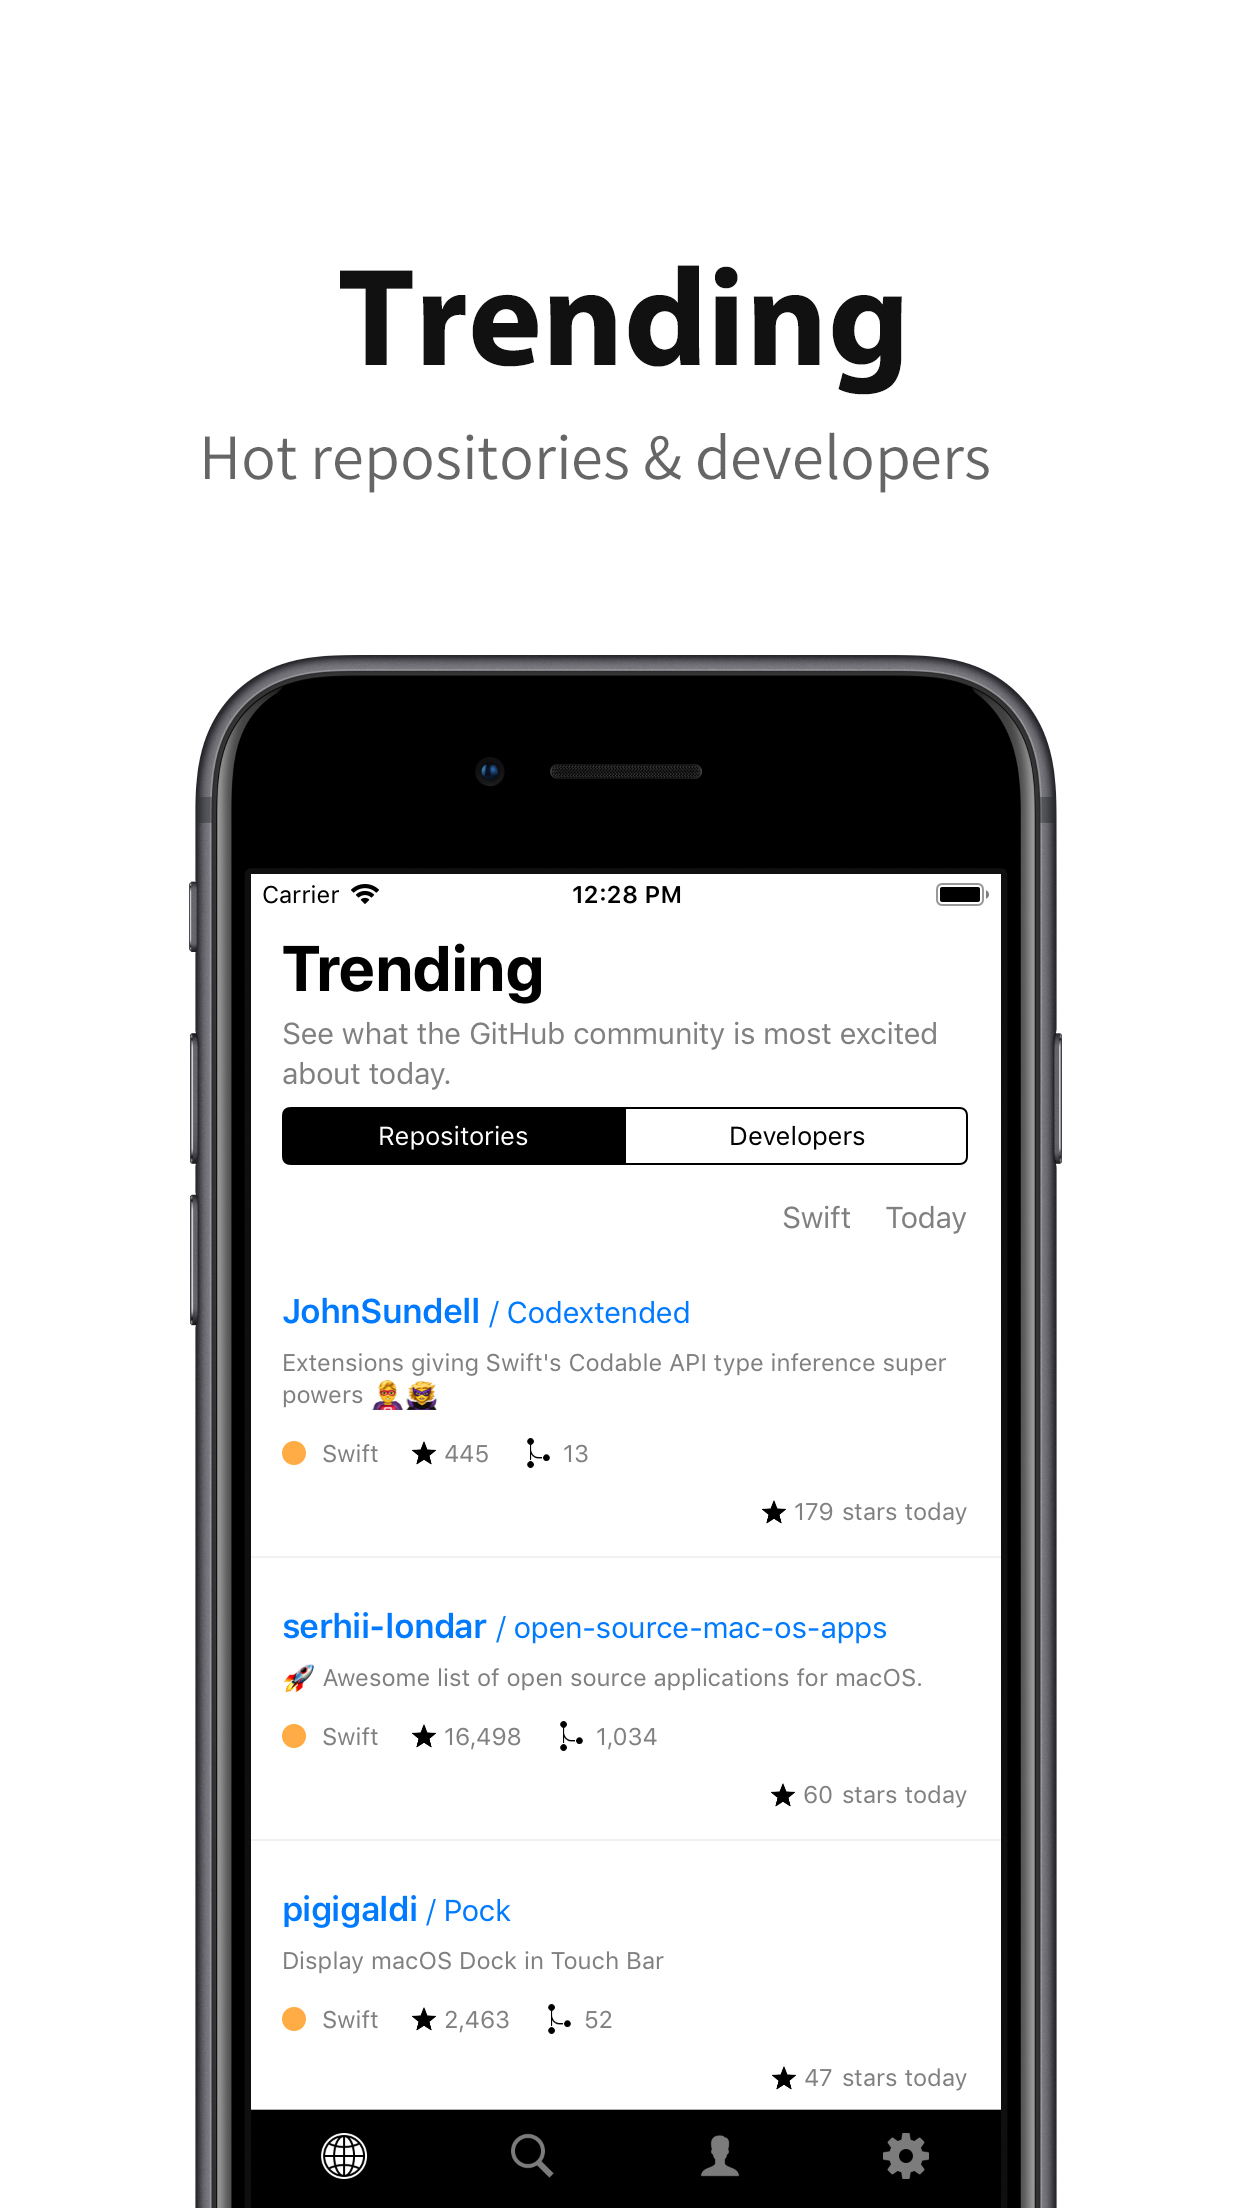 Trending
Hot repositories & developers
Carrier 12:28 PM
Trending
See what the GitHub community is most excited
about today.
Repositories Developers
Swift Today
JohnSundell / Codextended
Extensions giving Swift's Codable API type inference super
powers 🦸‍♂️🦹‍♀️
Swift ★ 445 13
★ 179 stars today
serhii-londar / open-source-mac-os-apps
🚀 Awesome list of open source applications for macOS.
Swift ★ 16,498 1,034
★ 60 stars today
pigigaldi / Pock
Display macOS Dock in Touch Bar
Swift ★ 2,463 52
★ 47 stars today